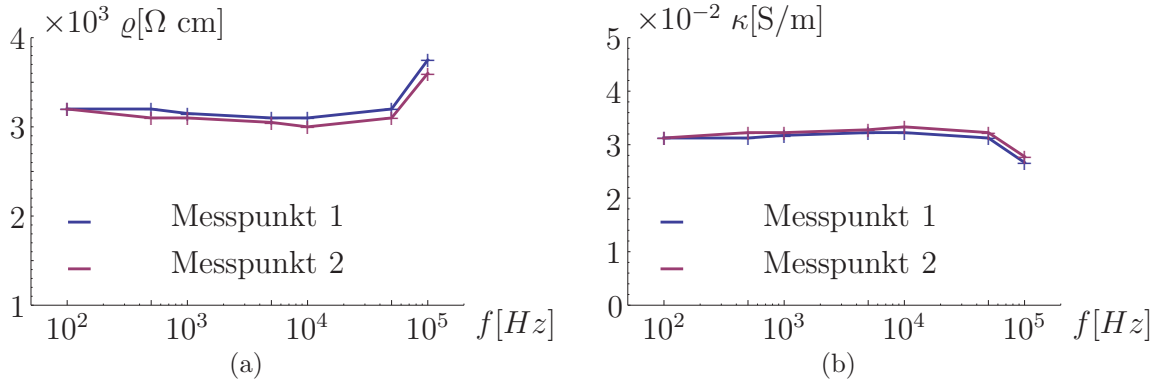 ×10³ ϱ[Ω cm]
4
3
2
1
Messpunkt 1
Messpunkt 2
10² 10³ 10⁴ 10⁵ f[Hz]
(a)
×10⁻² κ[S/m]
5
4
3
2
1
0
Messpunkt 1
Messpunkt 2
10² 10³ 10⁴ 10⁵ f[Hz]
(b)